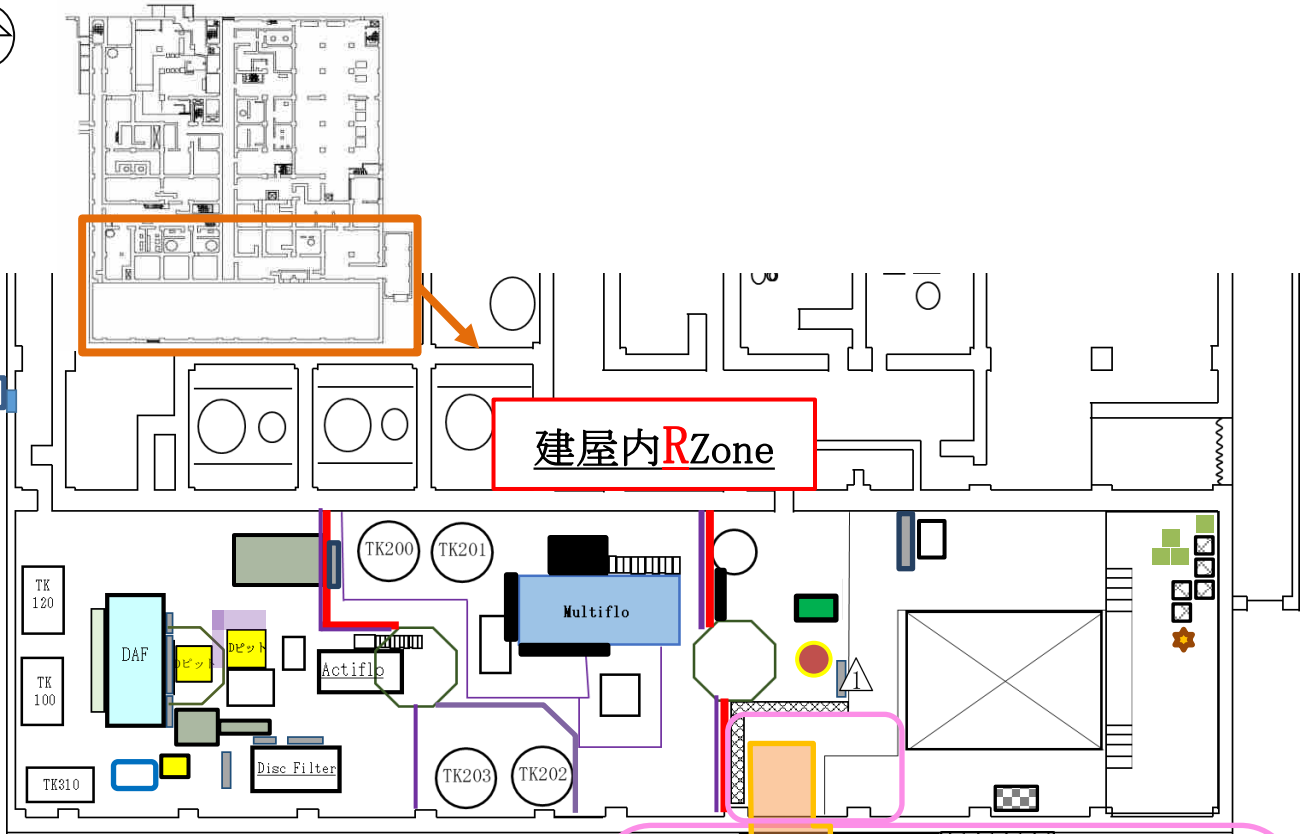 建屋内RZone
TK200
TK201
TK
120
Multiflo
DAF
Dピット
Dピット
Actiflo
TK
100
1
TK310
Disc Filter
TK203
TK202